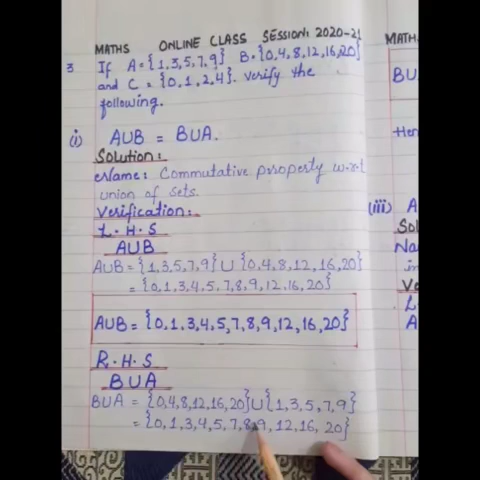 MATHS ONLINE CLASS SESSION: 2020-21
3 If A={1,3,5,7,9} B={0,4,8,12,16,20}
and C = {0,1,2,4}. Verify the
following.
(i) AUB = BUA.
Solution:
Name: Commutative property w.r.t
union of sets.
Verification:
L.H.S
AUB
AUB = {1,3,5,7,9} U {0,4,8,12,16,20}
= {0,1,3,4,5,7,8,9,12,16,20}
AUB = {0,1,3,4,5,7,8,9,12,16,20}
R.H.S
BUA
BUA = {0,4,8,12,16,20} U {1,3,5,7,9}
= {0,1,3,4,5,7,8,9,12,16,20}
MATH
BU
Hen
(iii) A
Sol
Na
in
Ve
L
A